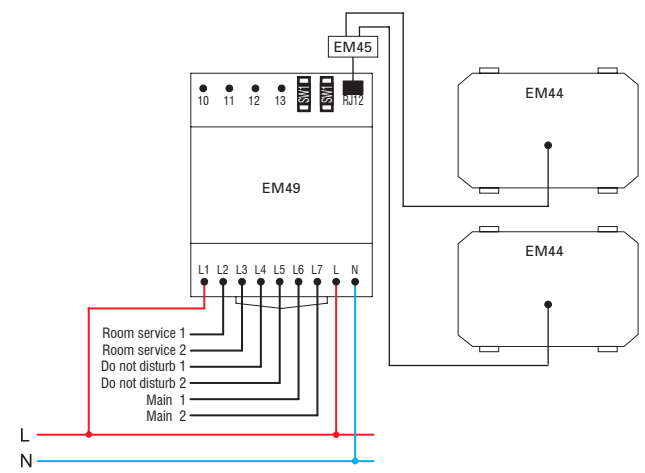 EM45
10 11 12 13 SW1 SW1 RJ12
EM44
EM49
EM44
L1 L2 L3 L4 L5 L6 L7 L N
Room service 1
Room service 2
Do not disturb 1
Do not disturb 2
Main 1
Main 2
L
N